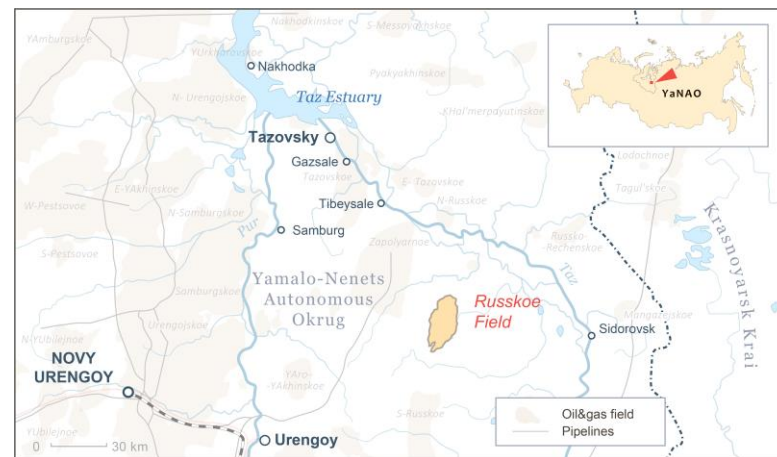 Nakhodkinskoe
S-Messoyakhskoe
YAmburgskoe
YUrkharovskoe
Nakhodka
Pyakyakhinskoe
N- Urengojskoe
Taz Estuary
KHal'merpayutinskoe
YaNAO
Tazovsky
Gazsale
Tazovskoe
E- Tazovskoe
Lodochnoe
Tagul'skoe
E-YAkhinskoe
W-Pestsovoe
N-Samburgskoe
Tibeysale
N-Russkoe
Pur
Samburg
Zapolyarnoe
Russko-
Rechenskoe
S-Pestsovoe
Krasnoyarsk Krai
Yamalo-Nenets
Autonomous
Okrug
Taz
Samburgskoe
Russkoe
Field
Mangazejskoe
Urengojskoe
Sidorovsk
N-YUbilejnoe
NOVY
URENGOY
YAro-
YAkhinskoe
S-Russkoe
Oil&gas field
Pipelines
YUbilejnoe
0 30 km
Urengoy